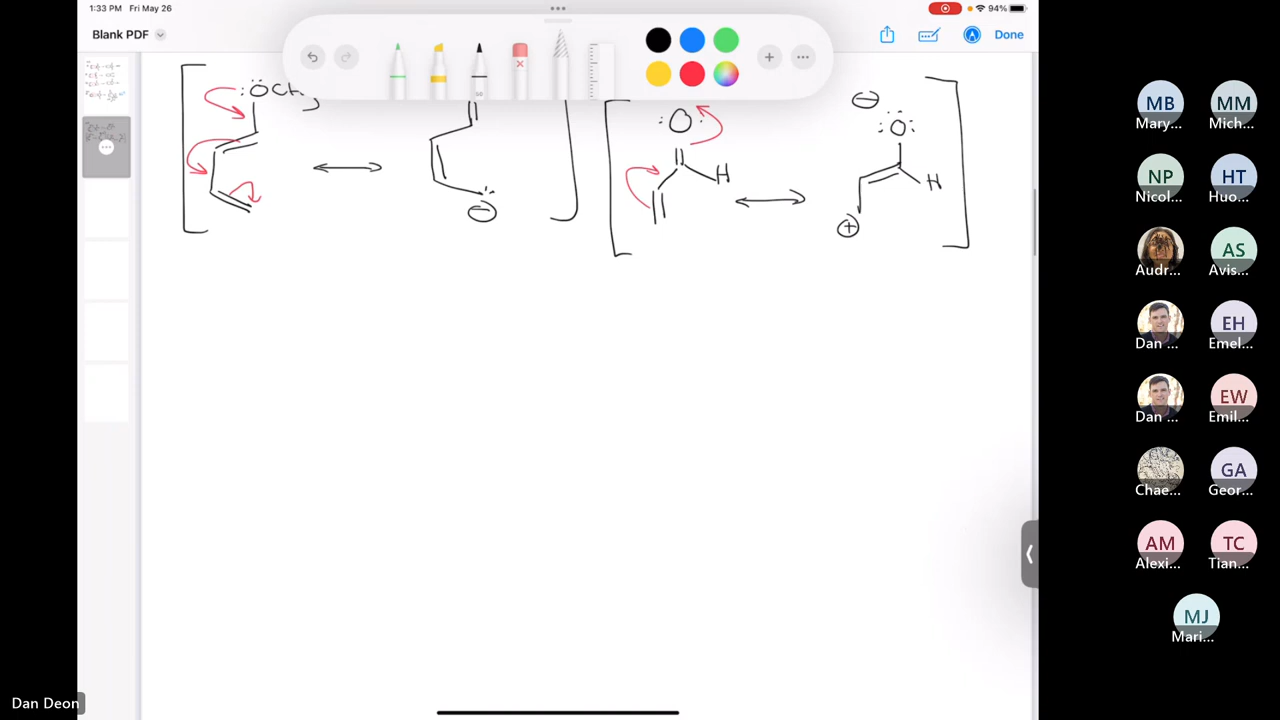 1:33 PM Fri May 26
94%
Blank PDF
Done
:ÖCH3
:O:
H
⊖
:Ö:
H
⊕
⊖
MB
Mary...
MM
Mich...
NP
Nicol...
HT
Huo...
Audr...
AS
Avis...
Dan ...
EH
Emel...
Dan ...
EW
Emil...
Chae...
GA
Geor...
AM
Alexi...
TC
Tian...
MJ
Mari...
Dan Deon